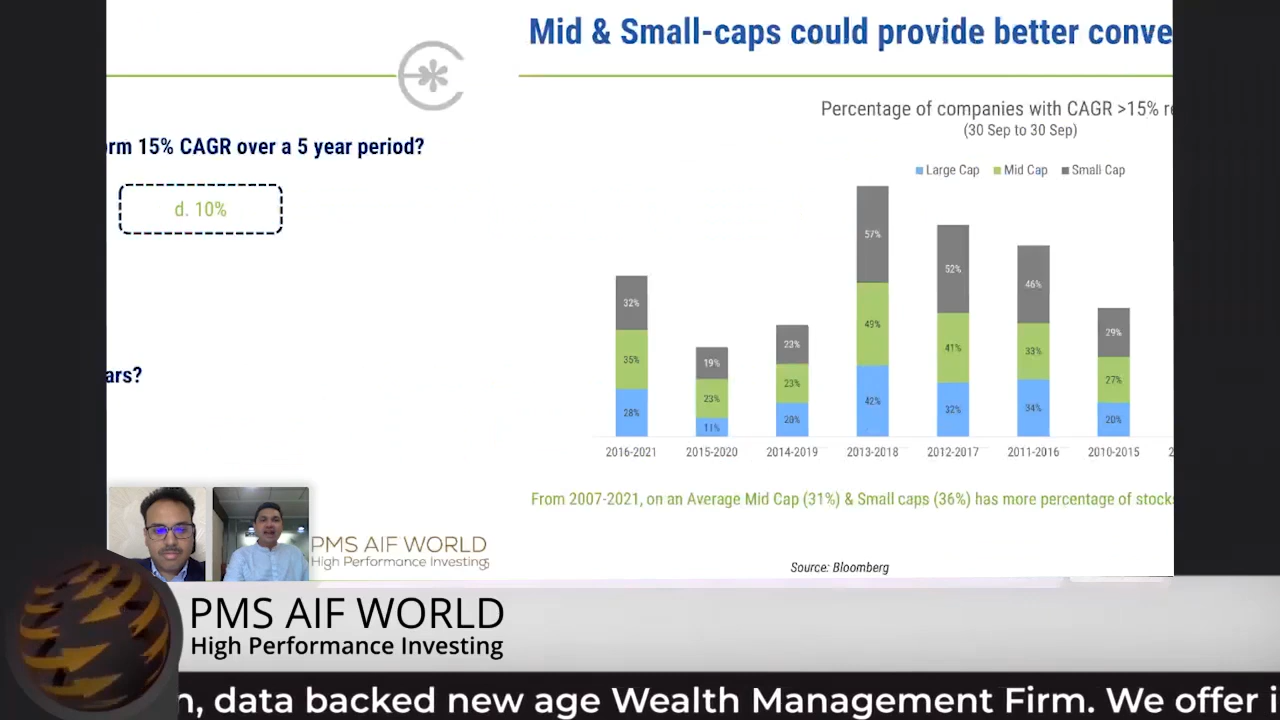 Mid & Small-caps could provide better conve
orm 15% CAGR over a 5 year period?
d. 10%
ars?
Percentage of companies with CAGR >15% re
(30 Sep to 30 Sep)
Large Cap Mid Cap Small Cap
32%
35%
28%
2016-2021
19%
23%
11%
2015-2020
23%
23%
20%
2014-2019
57%
49%
42%
2013-2018
52%
41%
32%
2012-2017
46%
33%
34%
2011-2016
29%
27%
20%
2010-2015
2
From 2007-2021, on an Average Mid Cap (31%) & Small caps (36%) has more percentage of stocks
Source: Bloomberg
PMS AIF WORLD
High Performance Investing
PMS AIF WORLD
High Performance Investing
n, data backed new age Wealth Management Firm. We offer i